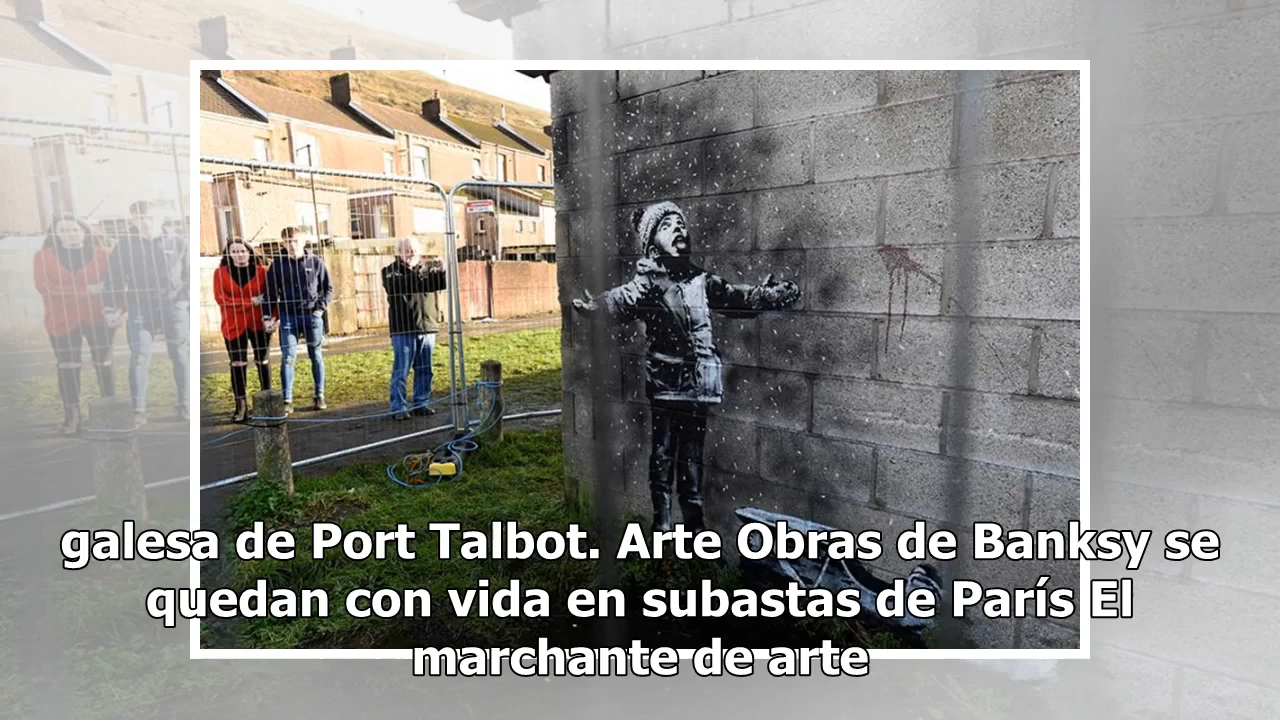 galesa de Port Talbot. Arte Obras de Banksy se
quedan con vida en subastas de París El
marchante de arte